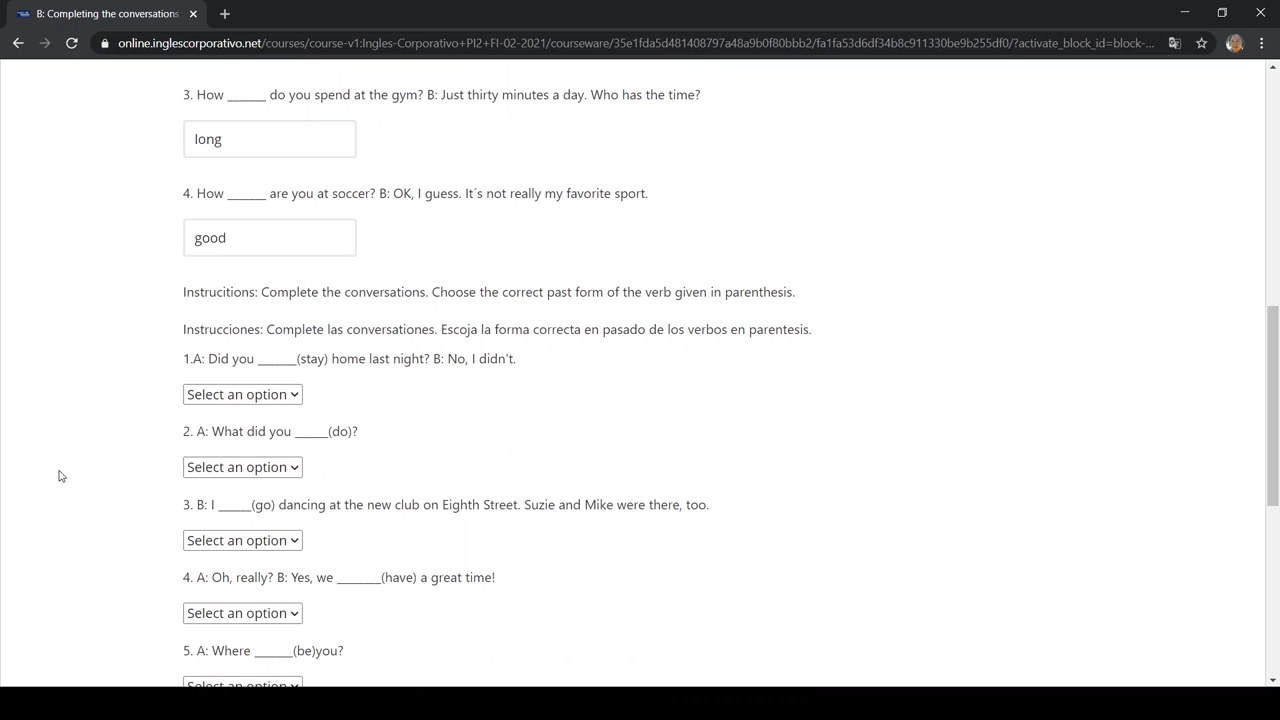 B: Completing the conversations
online.inglescorporativo.net/courses/course-v1:Ingles-Corporativo+PI2+FI-02-2021/courseware/35e1fda5d481408797a48a9b0f80bbb2/fa1fa53d6df34b8c911330be9b255df0/?activate_block_id=block-...
3. How _______ do you spend at the gym? B: Just thirty minutes a day. Who has the time?
long
4. How _______ are you at soccer? B: OK, I guess. It´s not really my favorite sport.
good
Instrucitions: Complete the conversations. Choose the correct past form of the verb given in parenthesis.
Instrucciones: Complete las conversationes. Escoja la forma correcta en pasado de los verbos en parentesis.
1.A: Did you _______(stay) home last night? B: No, I didn't.
Select an option
2. A: What did you ______(do)?
Select an option
3. B: I ______(go) dancing at the new club on Eighth Street. Suzie and Mike were there, too.
Select an option
4. A: Oh, really? B: Yes, we ________(have) a great time!
Select an option
5. A: Where _______(be)you?
Select an option